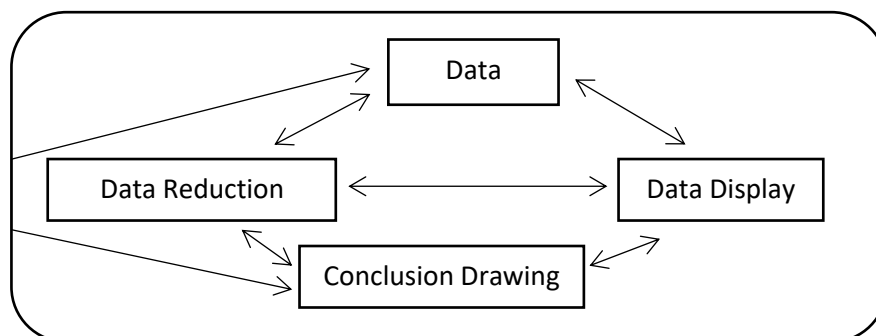 Data
Data Reduction
Data Display
Conclusion Drawing